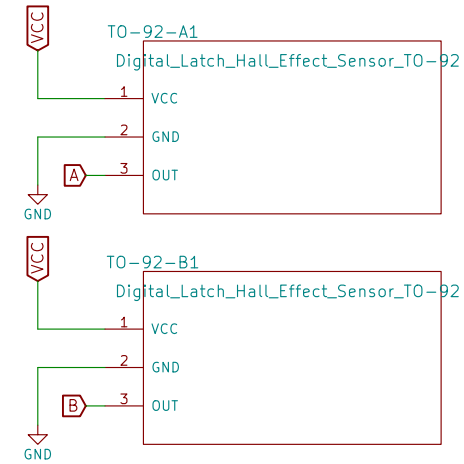 VCC
TO-92-A1
Digital_Latch_Hall_Effect_Sensor_TO-92
1 VCC
2 GND
A 3 OUT
GND
VCC
TO-92-B1
Digital_Latch_Hall_Effect_Sensor_TO-92
1 VCC
2 GND
B 3 OUT
GND